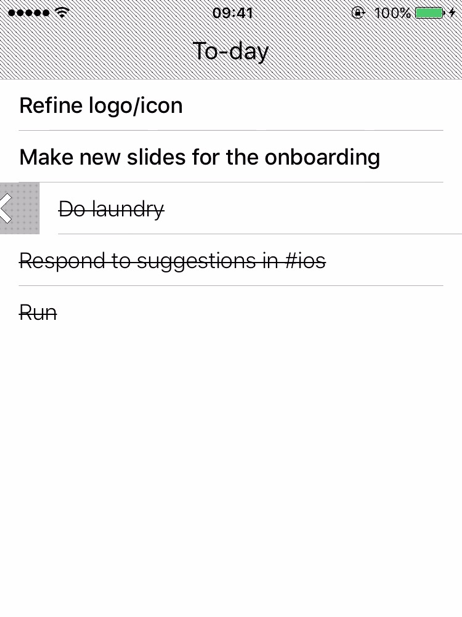 09:41
100%
To-day
Refine logo/icon
Make new slides for the onboarding
Do laundry
Respond to suggestions in #ios
Run